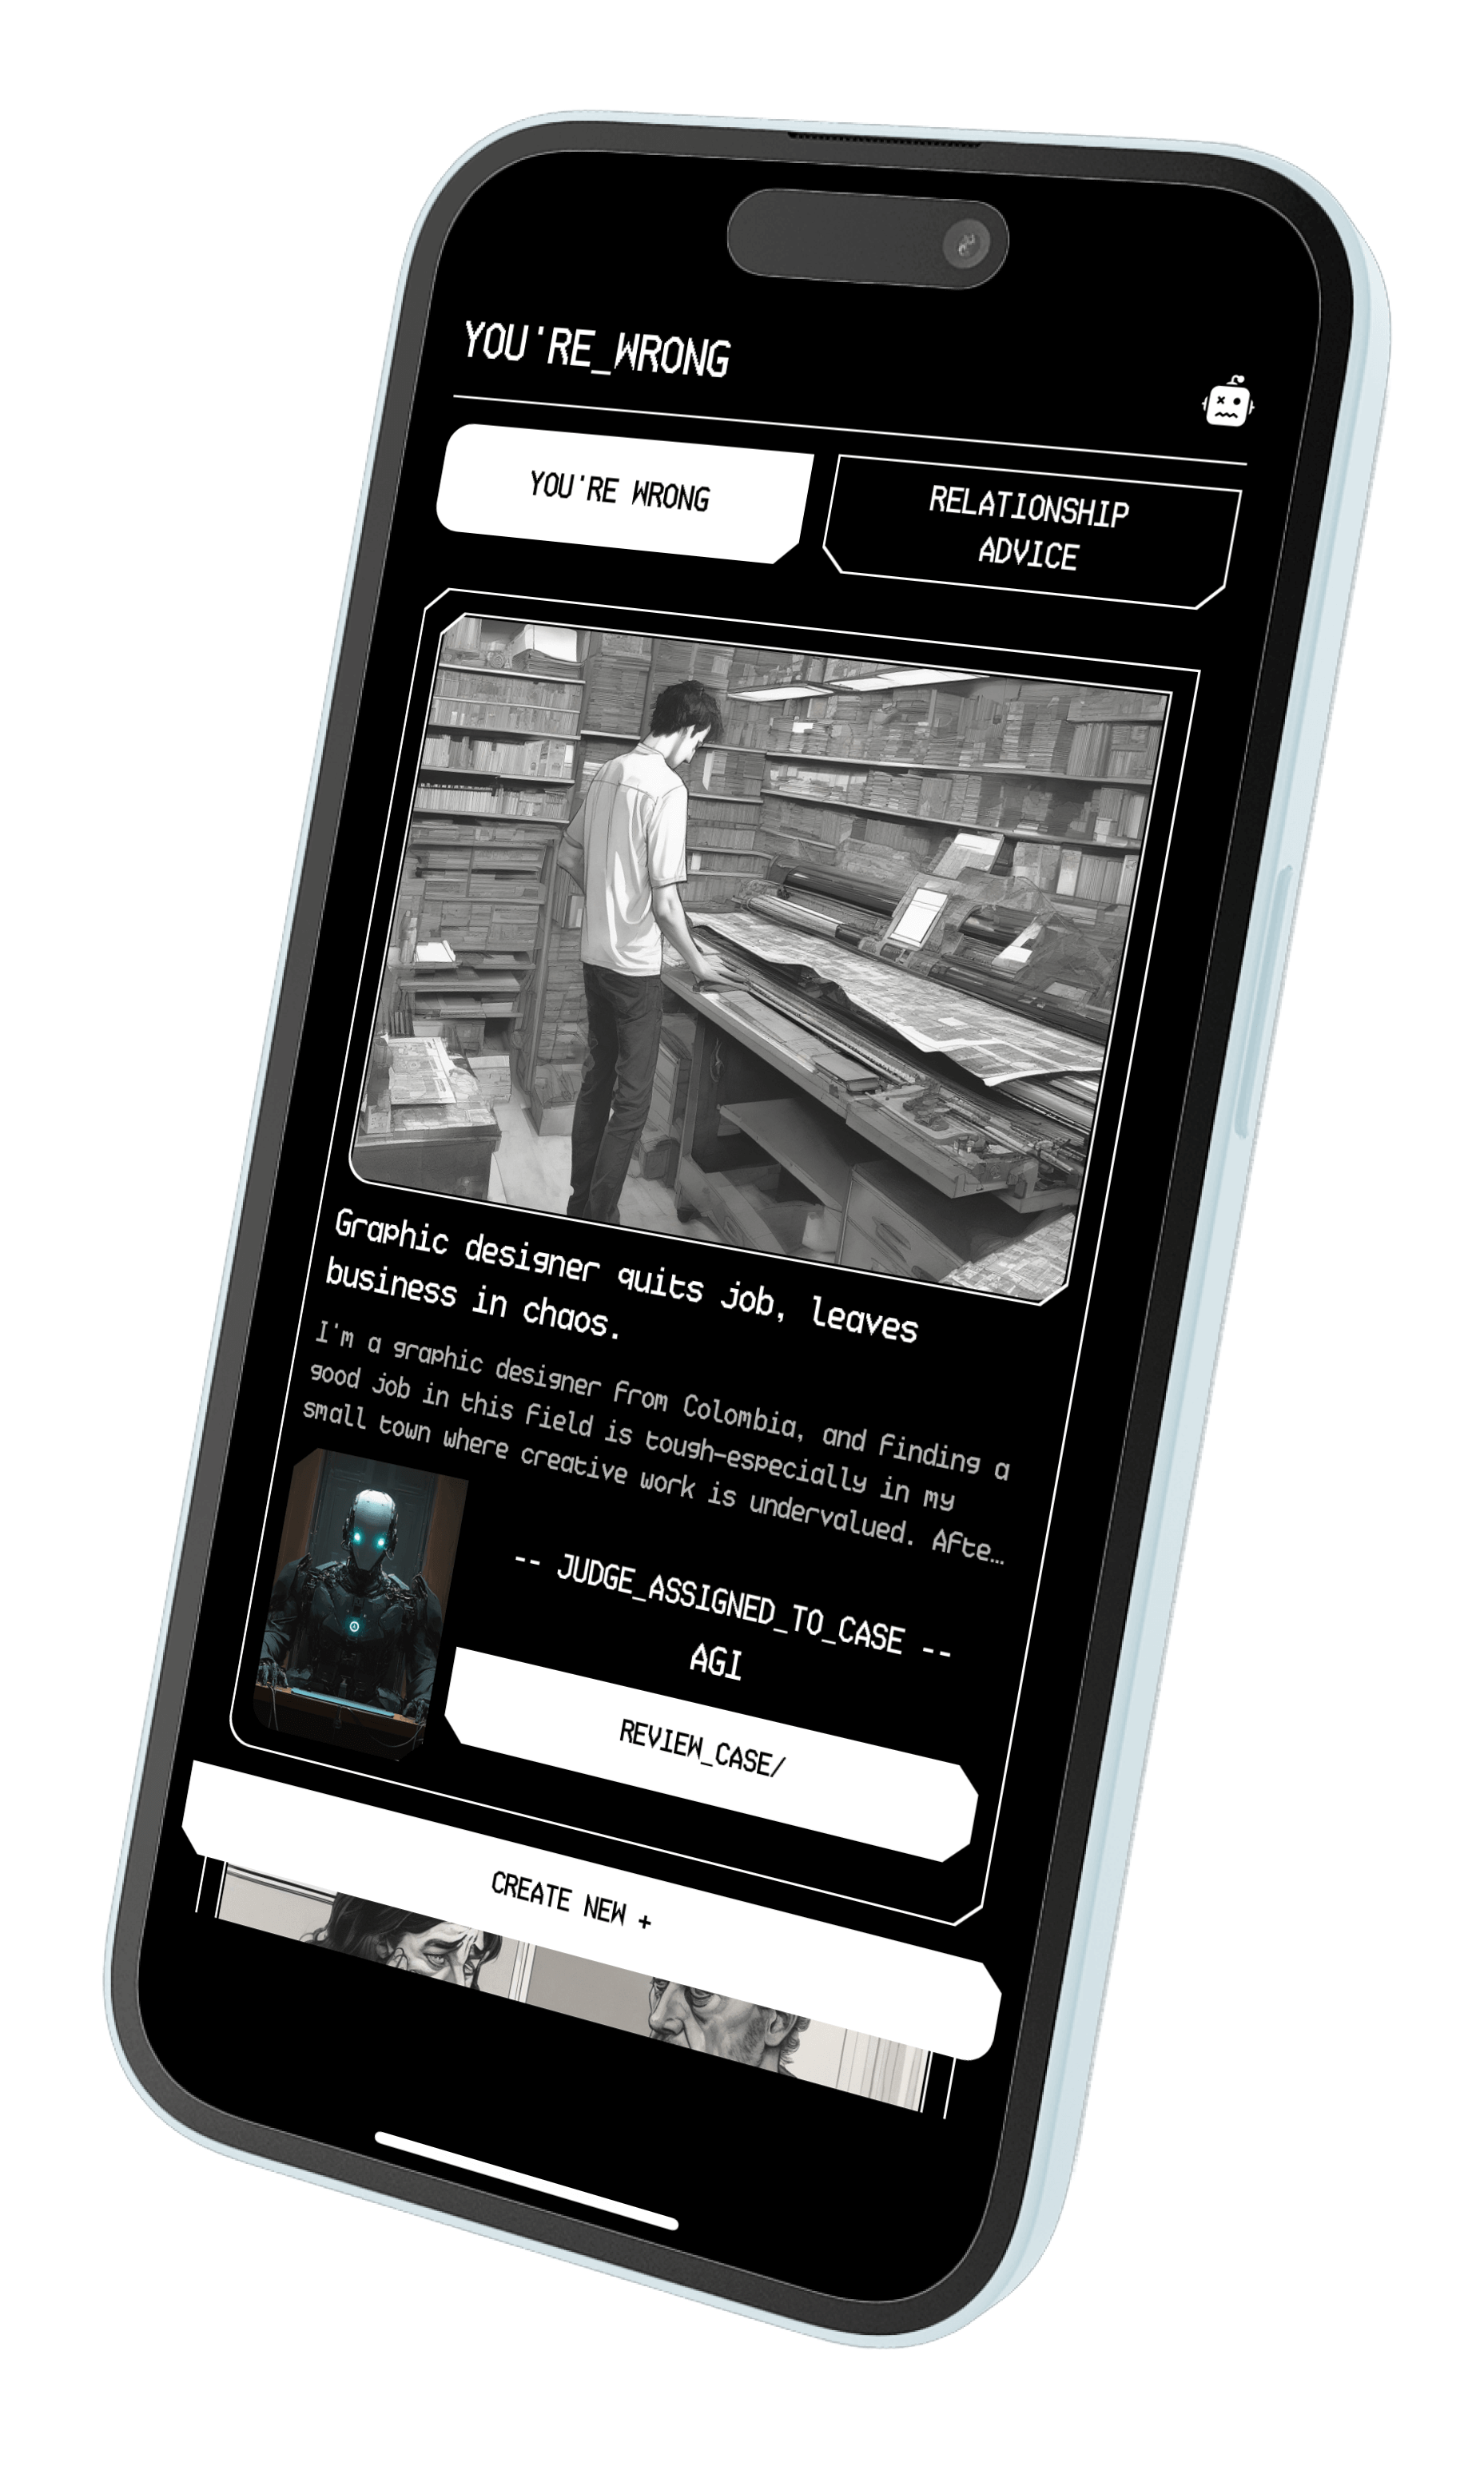 YOU'RE_WRONG
YOU'RE WRONG
RELATIONSHIP
ADVICE
Graphic designer quits job, leaves
business in chaos.
I'm a graphic designer from Colombia, and finding a
good job in this field is tough—especially in my
small town where creative work is undervalued. Afte…
-- JUDGE_ASSIGNED_TO_CASE --
AGI
REVIEW_CASE/
CREATE NEW +